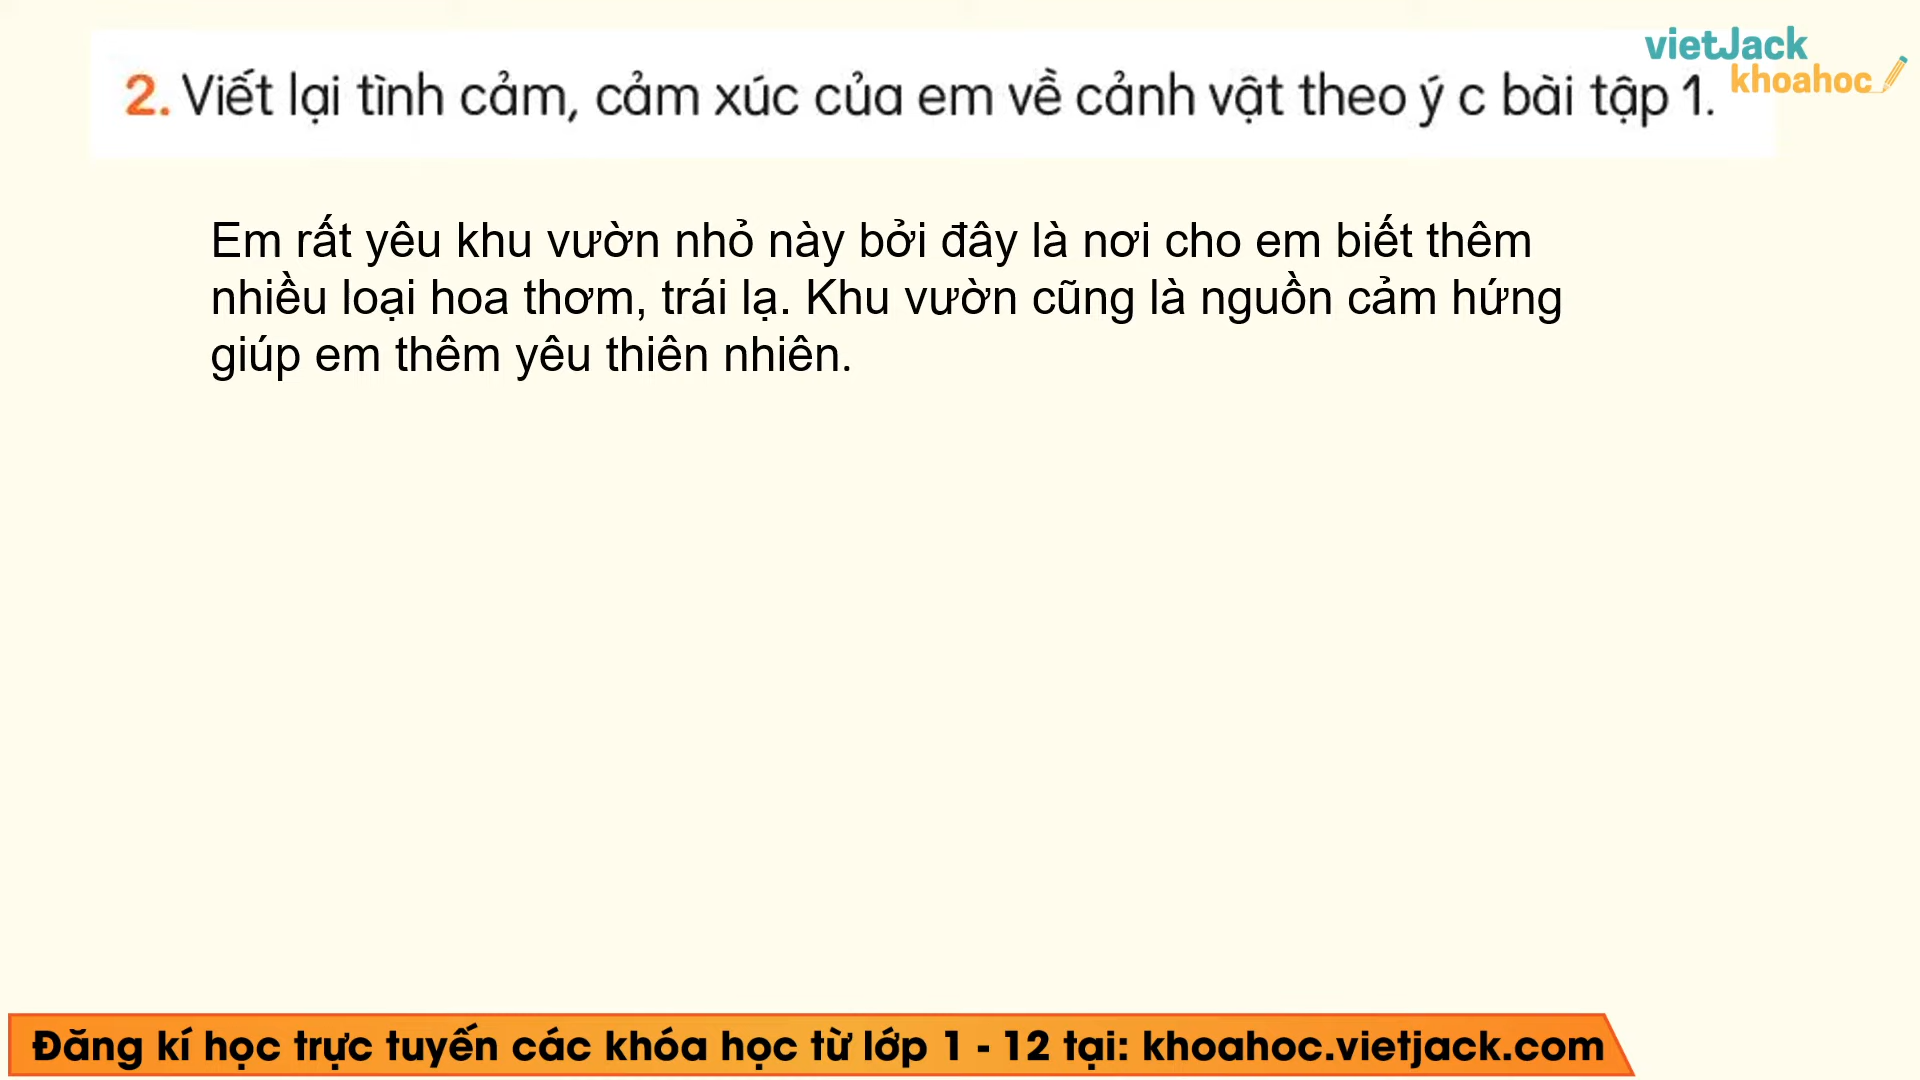 vietJack
khoahoc
2. Viết lại tình cảm, cảm xúc của em về cảnh vật theo ý c bài tập 1.
Em rất yêu khu vườn nhỏ này bởi đây là nơi cho em biết thêm
nhiều loại hoa thơm, trái lạ. Khu vườn cũng là nguồn cảm hứng
giúp em thêm yêu thiên nhiên.
Đăng kí học trực tuyến các khóa học từ lớp 1 - 12 tại: khoahoc.vietjack.com